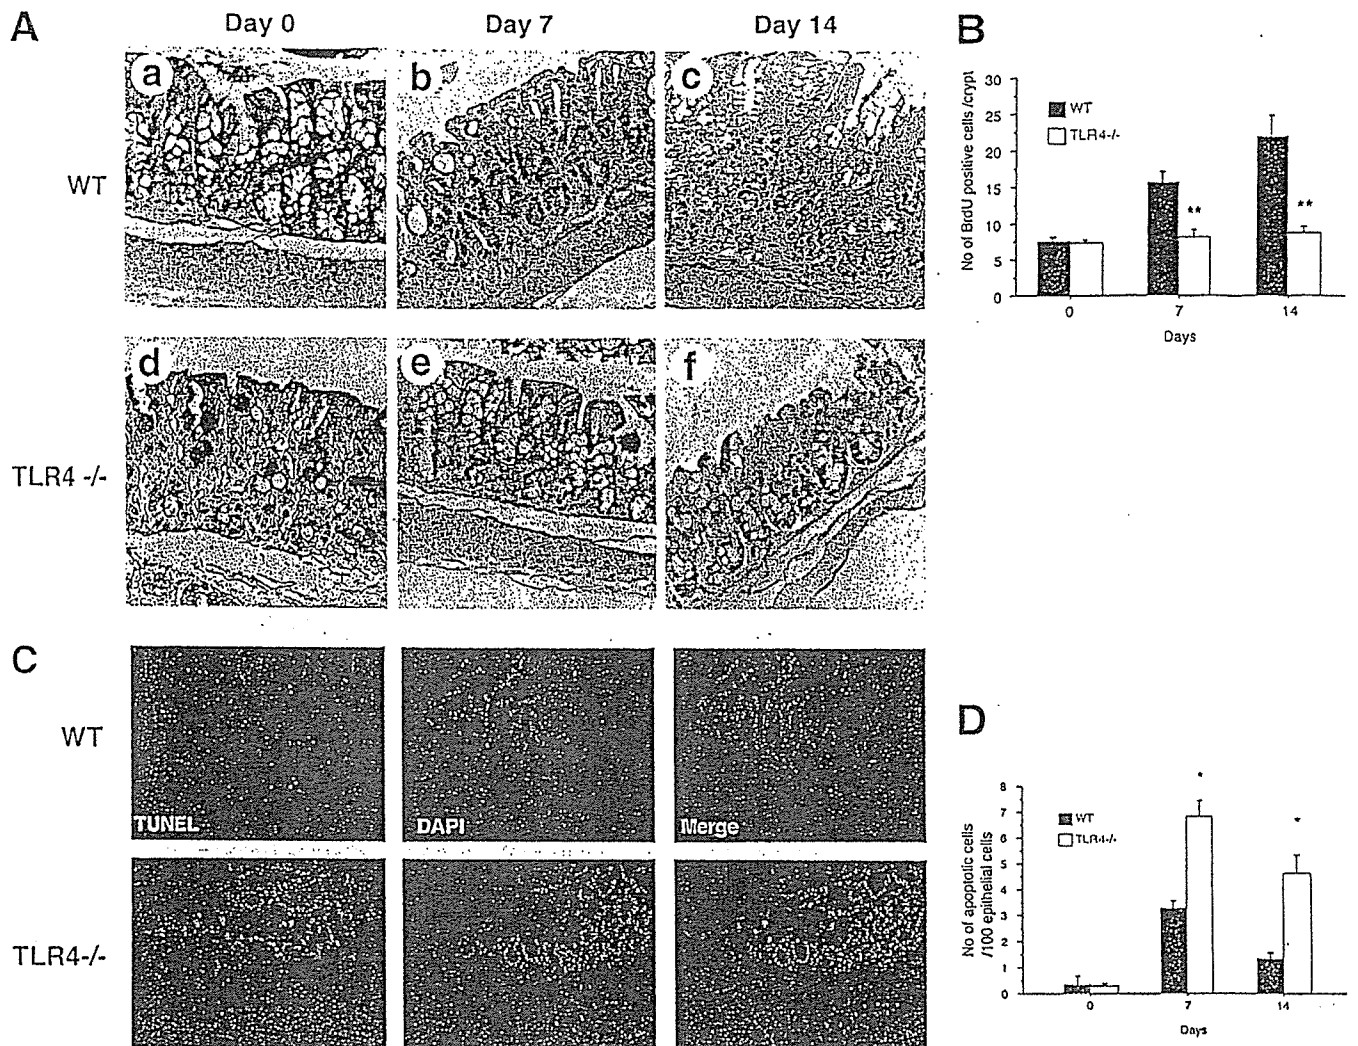 A
Day 0
Day 7
Day 14
a
b
c
WT
d
e
f
TLR4 -/-
B
No of BrdU positive cells /crypt
30
25
20
15
10
5
0
WT
TLR4-/-
**
**
0
7
14
Days
C
WT
TUNEL
DAPI
Merge
TLR4-/-
D
No of apoptotic cells
/100 epithelial cells
8
7
6
5
4
3
2
1
0
WT
TLR4-/-
*
*
0
7
14
Days